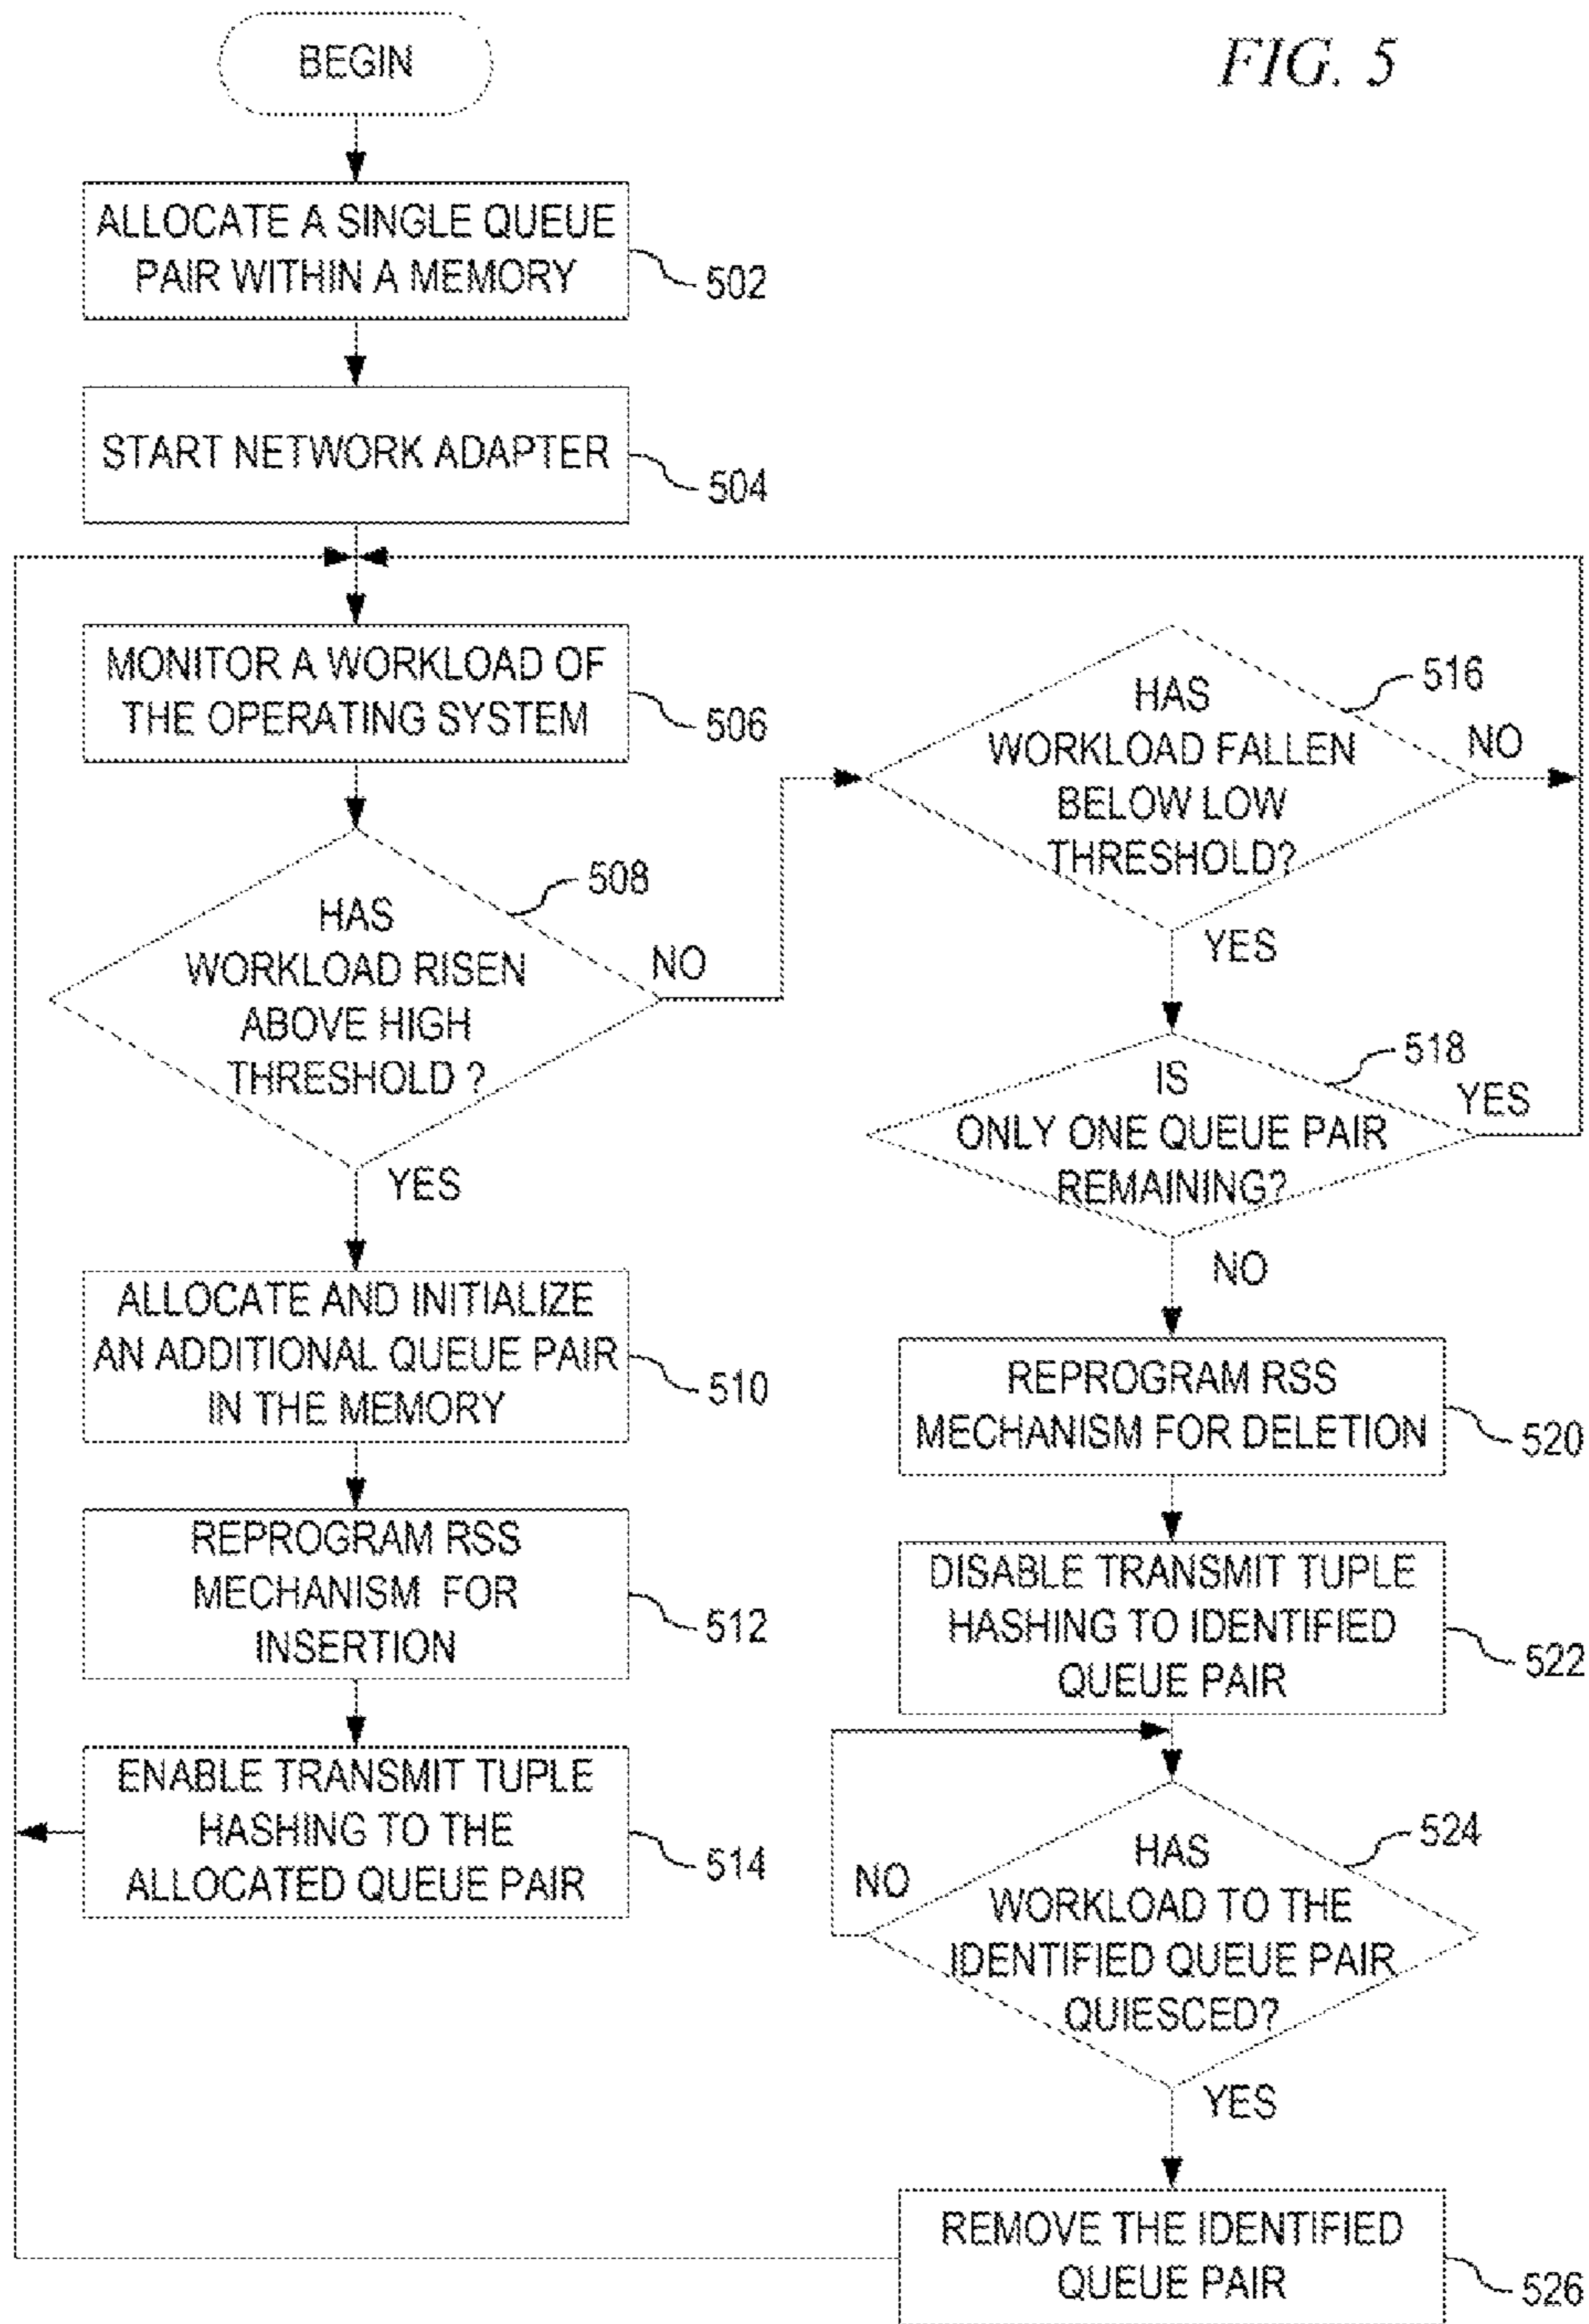 FIG. 5
BEGIN
ALLOCATE A SINGLE QUEUE
PAIR WITHIN A MEMORY
502
START NETWORK ADAPTER
504
MONITOR A WORKLOAD OF
THE OPERATING SYSTEM
506
HAS
WORKLOAD RISEN
ABOVE HIGH
THRESHOLD ?
508
NO
YES
ALLOCATE AND INITIALIZE
AN ADDITIONAL QUEUE PAIR
IN THE MEMORY
510
REPROGRAM RSS
MECHANISM FOR
INSERTION
512
ENABLE TRANSMIT TUPLE
HASHING TO THE
ALLOCATED QUEUE PAIR
514
HAS
WORKLOAD FALLEN
BELOW LOW
THRESHOLD?
516
NO
YES
IS
ONLY ONE QUEUE PAIR
REMAINING?
518
YES
NO
REPROGRAM RSS
MECHANISM FOR DELETION
520
DISABLE TRANSMIT TUPLE
HASHING TO IDENTIFIED
QUEUE PAIR
522
HAS
WORKLOAD TO THE
IDENTIFIED QUEUE PAIR
QUIESCED?
524
NO
YES
REMOVE THE IDENTIFIED
QUEUE PAIR
526